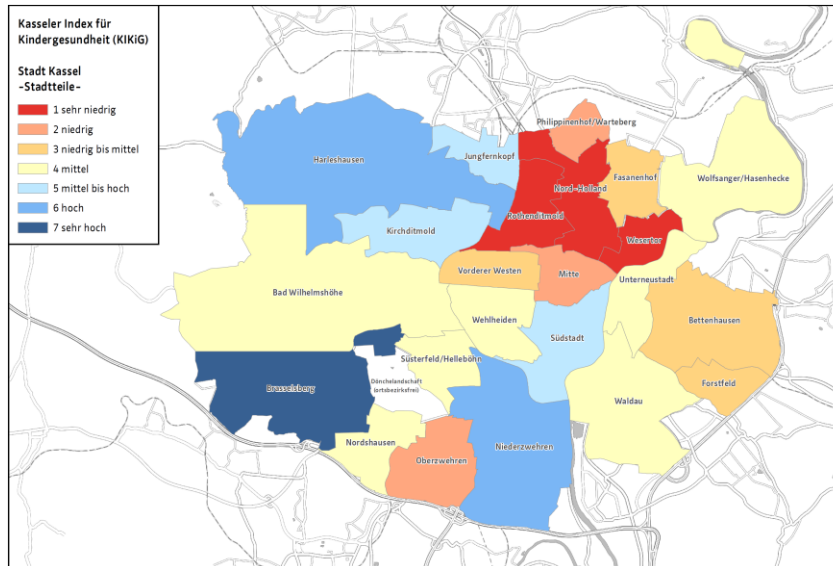 Kasseler Index für
Kindergesundheit (KIKiG)
Stadt Kassel
-Stadtteile-
1 sehr niedrig
2 niedrig
3 niedrig bis mittel
4 mittel
5 mittel bis hoch
6 hoch
7 sehr hoch
Philippinenhof/Warteberg
Harleshausen
Jungfernkopf
Nord-Holland
Fasanenhof
Wolfsanger/Hasenhecke
Rothenditmold
Kirchditmold
Wesertor
Vorderer Westen
Mitte
Unterneustadt
Bad Wilhelmshöhe
Wehlheiden
Bettenhausen
Südstadt
Süsterfeld/Helleböhn
Brasselsberg
Dönchelandschaft
(ortsbezirksfrei)
Forstfeld
Waldau
Nordshausen
Niederzwehren
Oberzwehren